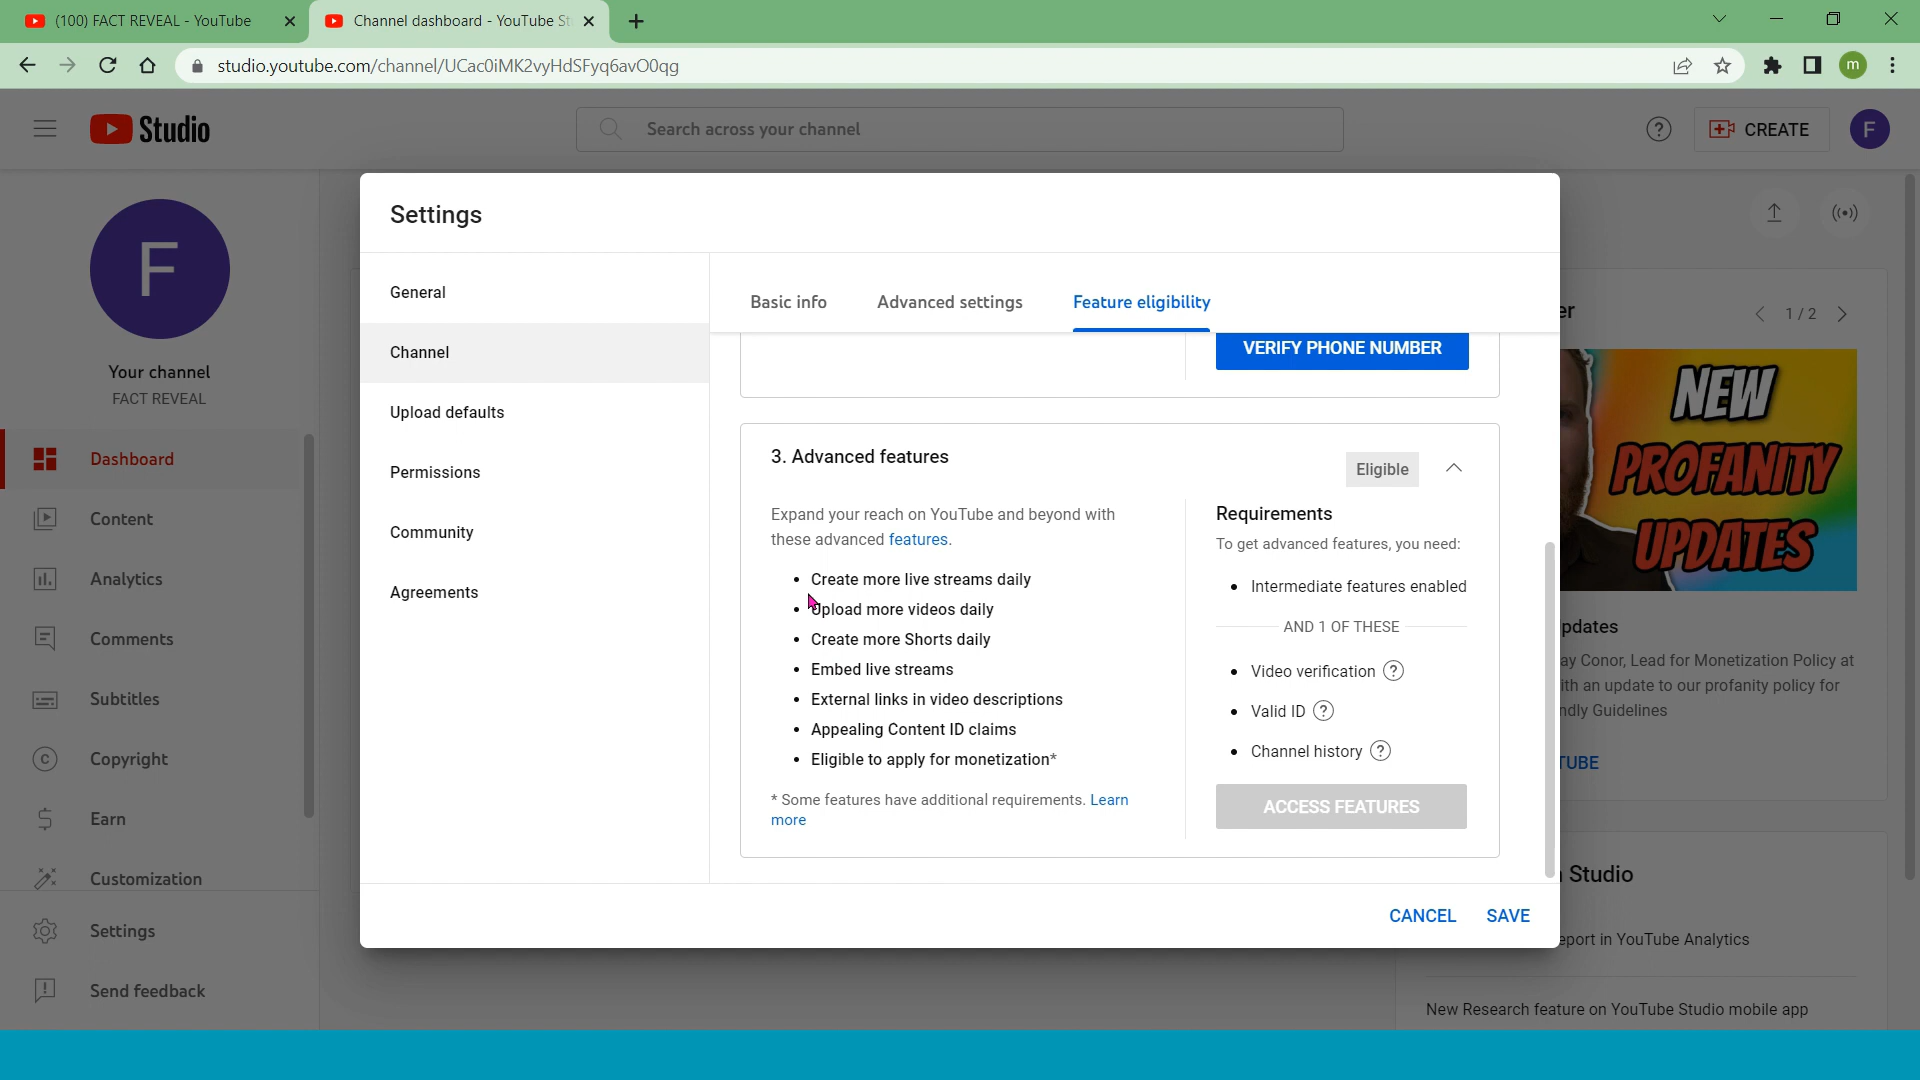 (100) FACT REVEAL - YouTube
Channel dashboard - YouTube St
studio.youtube.com/channel/UCac0iMK2vyHdSFyq6avO0qg
m
Studio
Search across your channel
?
CREATE
F
F
Your channel
FACT REVEAL
Dashboard
Content
Analytics
Comments
Subtitles
Copyright
Earn
Customization
Settings
Send feedback
Settings
General
Channel
Upload defaults
Permissions
Community
Agreements
Basic info
Advanced settings
Feature eligibility
VERIFY PHONE NUMBER
3. Advanced features
Eligible
Expand your reach on YouTube and beyond with
these advanced features.
• Create more live streams daily
• Upload more videos daily
• Create more Shorts daily
• Embed live streams
• External links in video descriptions
• Appealing Content ID claims
• Eligible to apply for monetization*
* Some features have additional requirements. Learn
more
Requirements
To get advanced features, you need:
• Intermediate features enabled
AND 1 OF THESE
• Video verification ?
• Valid ID ?
• Channel history ?
ACCESS FEATURES
CANCEL
SAVE
er
1 / 2
NEW
PROFANITY
UPDATES
pdates
ay Conor, Lead for Monetization Policy at
ith an update to our profanity policy for
ndly Guidelines
TUBE
Studio
eport in YouTube Analytics
New Research feature on YouTube Studio mobile app